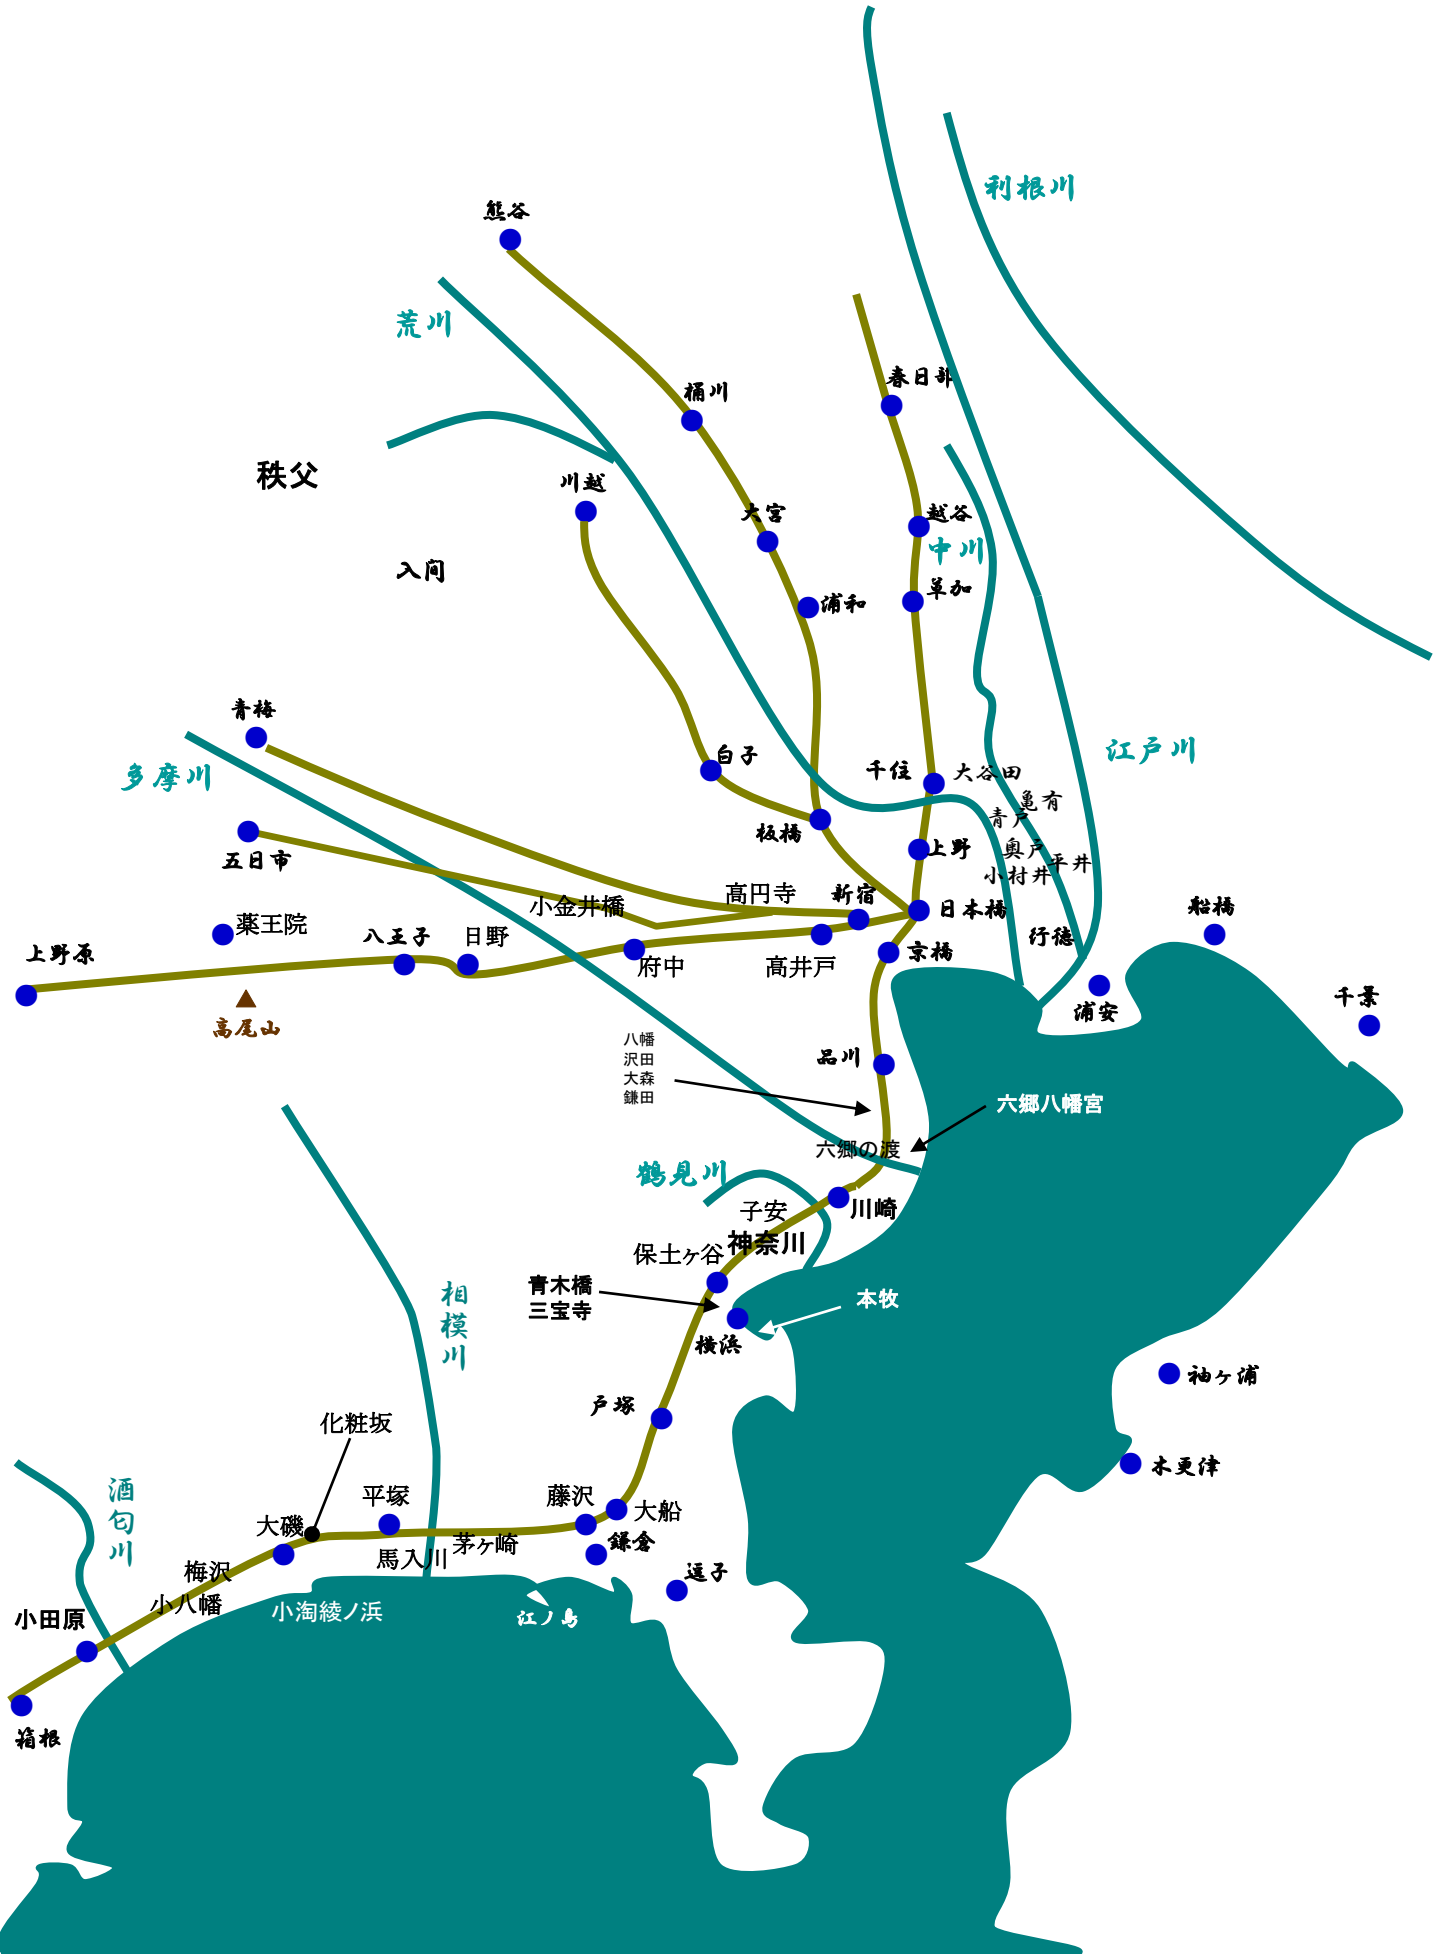 利根川
熊谷
荒川
春日部
桶川
秩父
川越
大宮
越谷
中川
入間
草加
浦和
青梅
江戸川
白子
多摩川
千住
大谷田
亀有
青戸
板橋
上野
奥戸
平井
五日市
小村井
高円寺
新宿
小金井橋
日本橋
船橋
薬王院
八王子
日野
行徳
上野原
京橋
府中
高井戸
千葉
浦安
高尾山
八幡
沢田
大森
鎌田
品川
六郷八幡宮
六郷の渡
鶴見川
子安
川崎
神奈川
保土ヶ谷
青木橋
三宝寺
本牧
相模川
横浜
袖ヶ浦
戸塚
化粧坂
木更津
平塚
藤沢
大船
酒匂川
大磯
茅ヶ崎
鎌倉
馬入川
梅沢
逗子
小八幡
小淘綾ノ浜
江ノ島
小田原
箱根